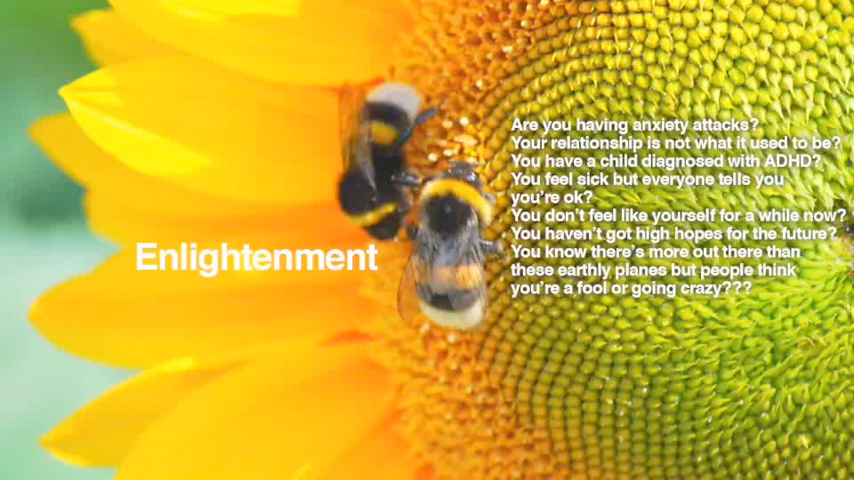 Enlightenment
Are you having anxiety attacks?
Your relationship is not what it used to be?
You have a child diagnosed with ADHD?
You feel sick but everyone tells you
you're ok?
You don't feel like yourself for a while now?
You haven't got high hopes for the future?
You know there's more out there than
these earthly planes but people think
you're a fool or going crazy???